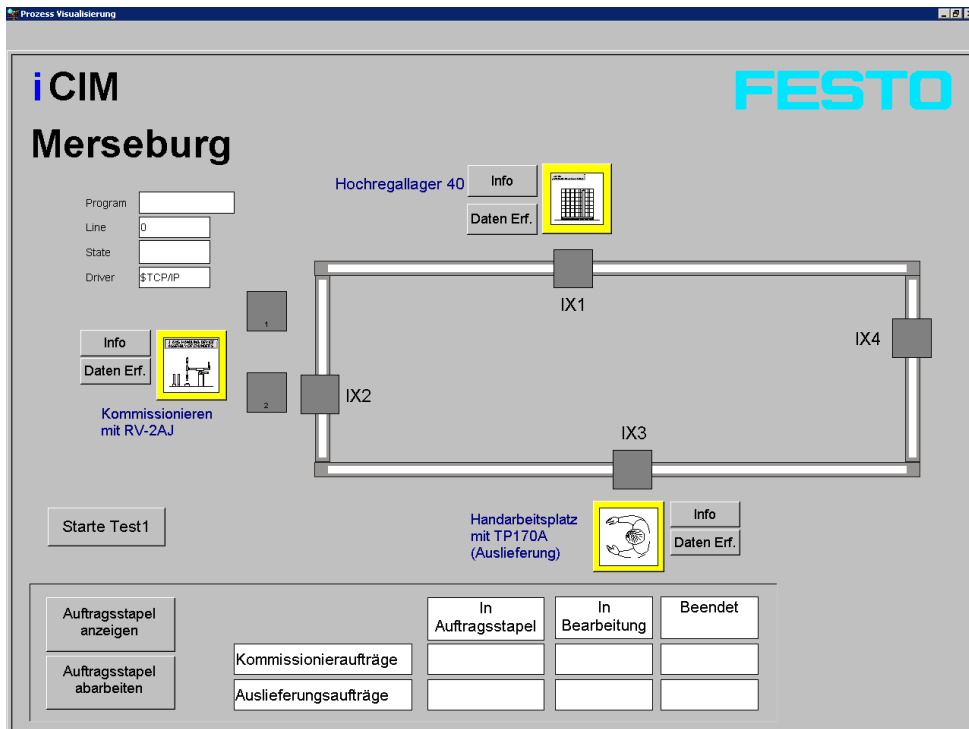 Prozess Visualisierung
iCIM
FESTO
Merseburg
Hochregallager 40
Info
Daten Erf.
Program
Line 0
State
Driver $TCP/IP
IX1
IX4
1
Info
Daten Erf.
2
IX2
Kommissionieren
mit RV-2AJ
IX3
Starte Test1
Handarbeitsplatz
mit TP170A
(Auslieferung)
Info
Daten Erf.
Auftragsstapel
anzeigen
In
Auftragsstapel
In
Bearbeitung
Beendet
Auftragsstapel
abarbeiten
Kommissionieraufträge
Auslieferungsaufträge